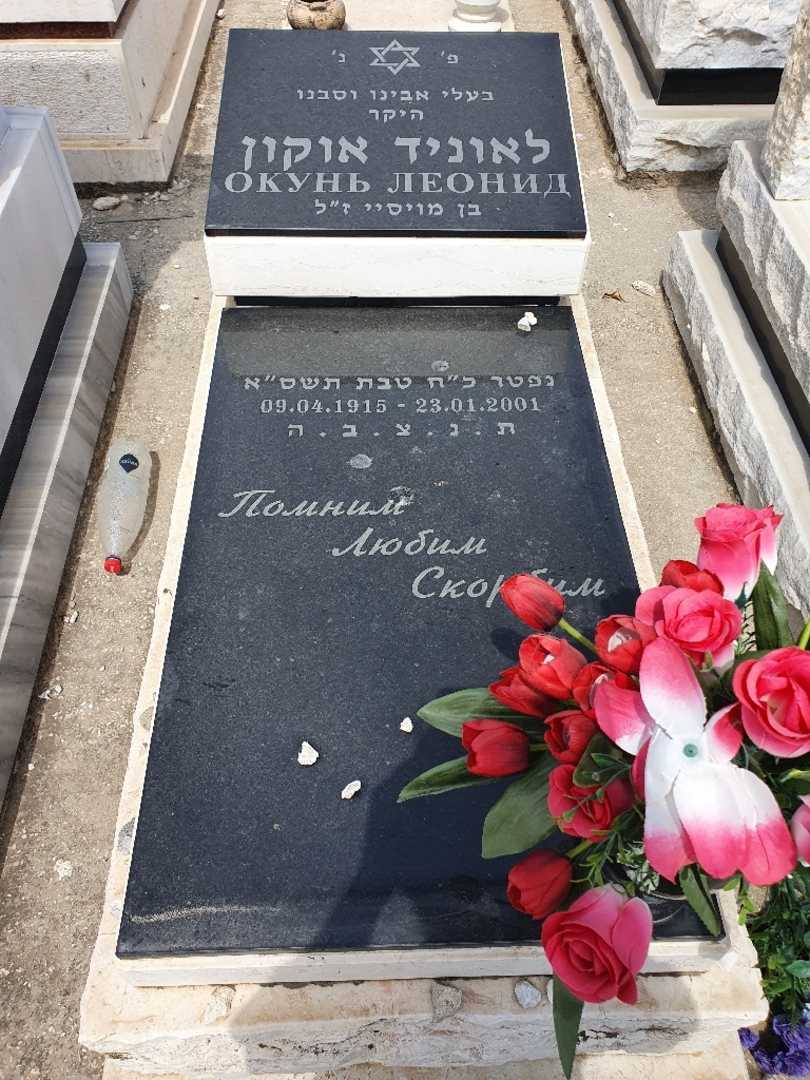 פ' נ'
בעלי אבינו וסבנו
היקר
לאוניד אוקון
ОКУНЬ ЛЕОНИД
בן מויסיי ז"ל
נפטר כ"ח טבת תשס"א
09.04.1915 - 23.01.2001
ת . נ . צ . ב . ה
Помним
Любим
Скорбим